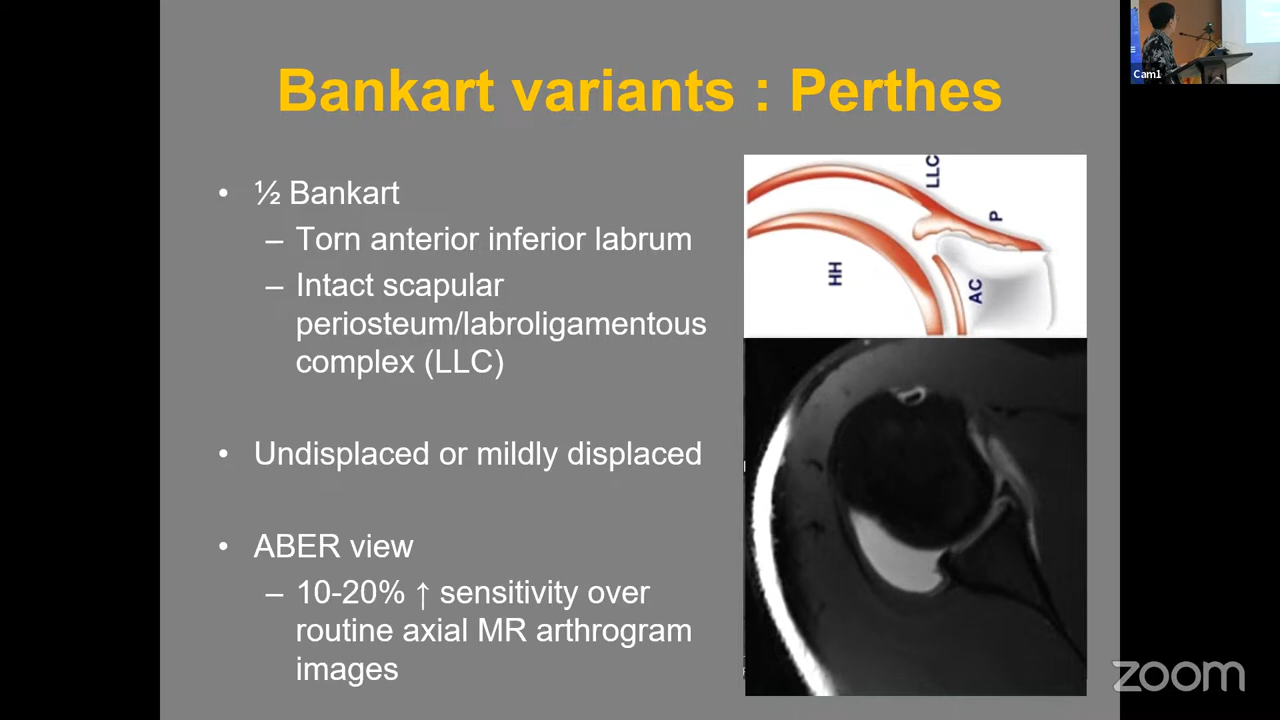 Bankart variants : Perthes
• ½ Bankart
– Torn anterior inferior labrum
– Intact scapular
periosteum/labroligamentous
complex (LLC)
• Undisplaced or mildly displaced
• ABER view
– 10-20% ↑ sensitivity over
routine axial MR arthrogram
images
LLC
P
HH
AC
Cam1
zoom